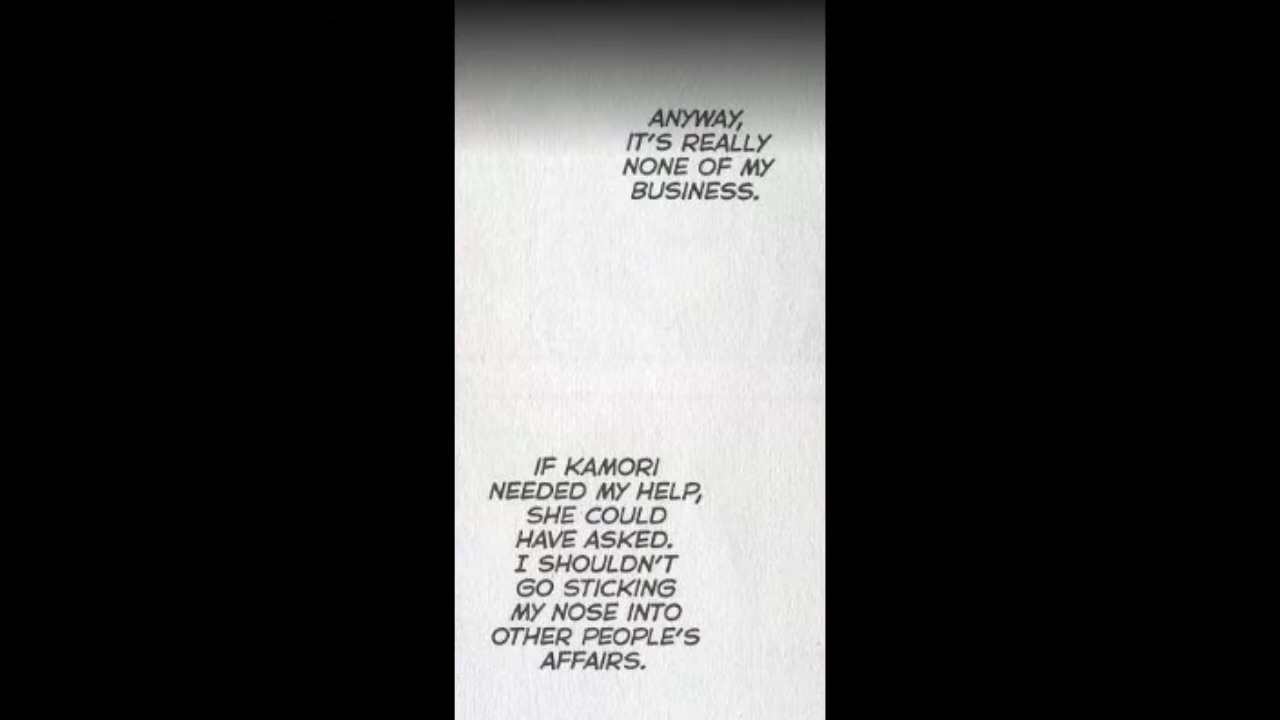 ANYWAY,
IT'S REALLY
NONE OF MY
BUSINESS.
IF KAMORI
NEEDED MY HELP,
SHE COULD
HAVE ASKED.
I SHOULDN'T
GO STICKING
MY NOSE INTO
OTHER PEOPLE'S
AFFAIRS.